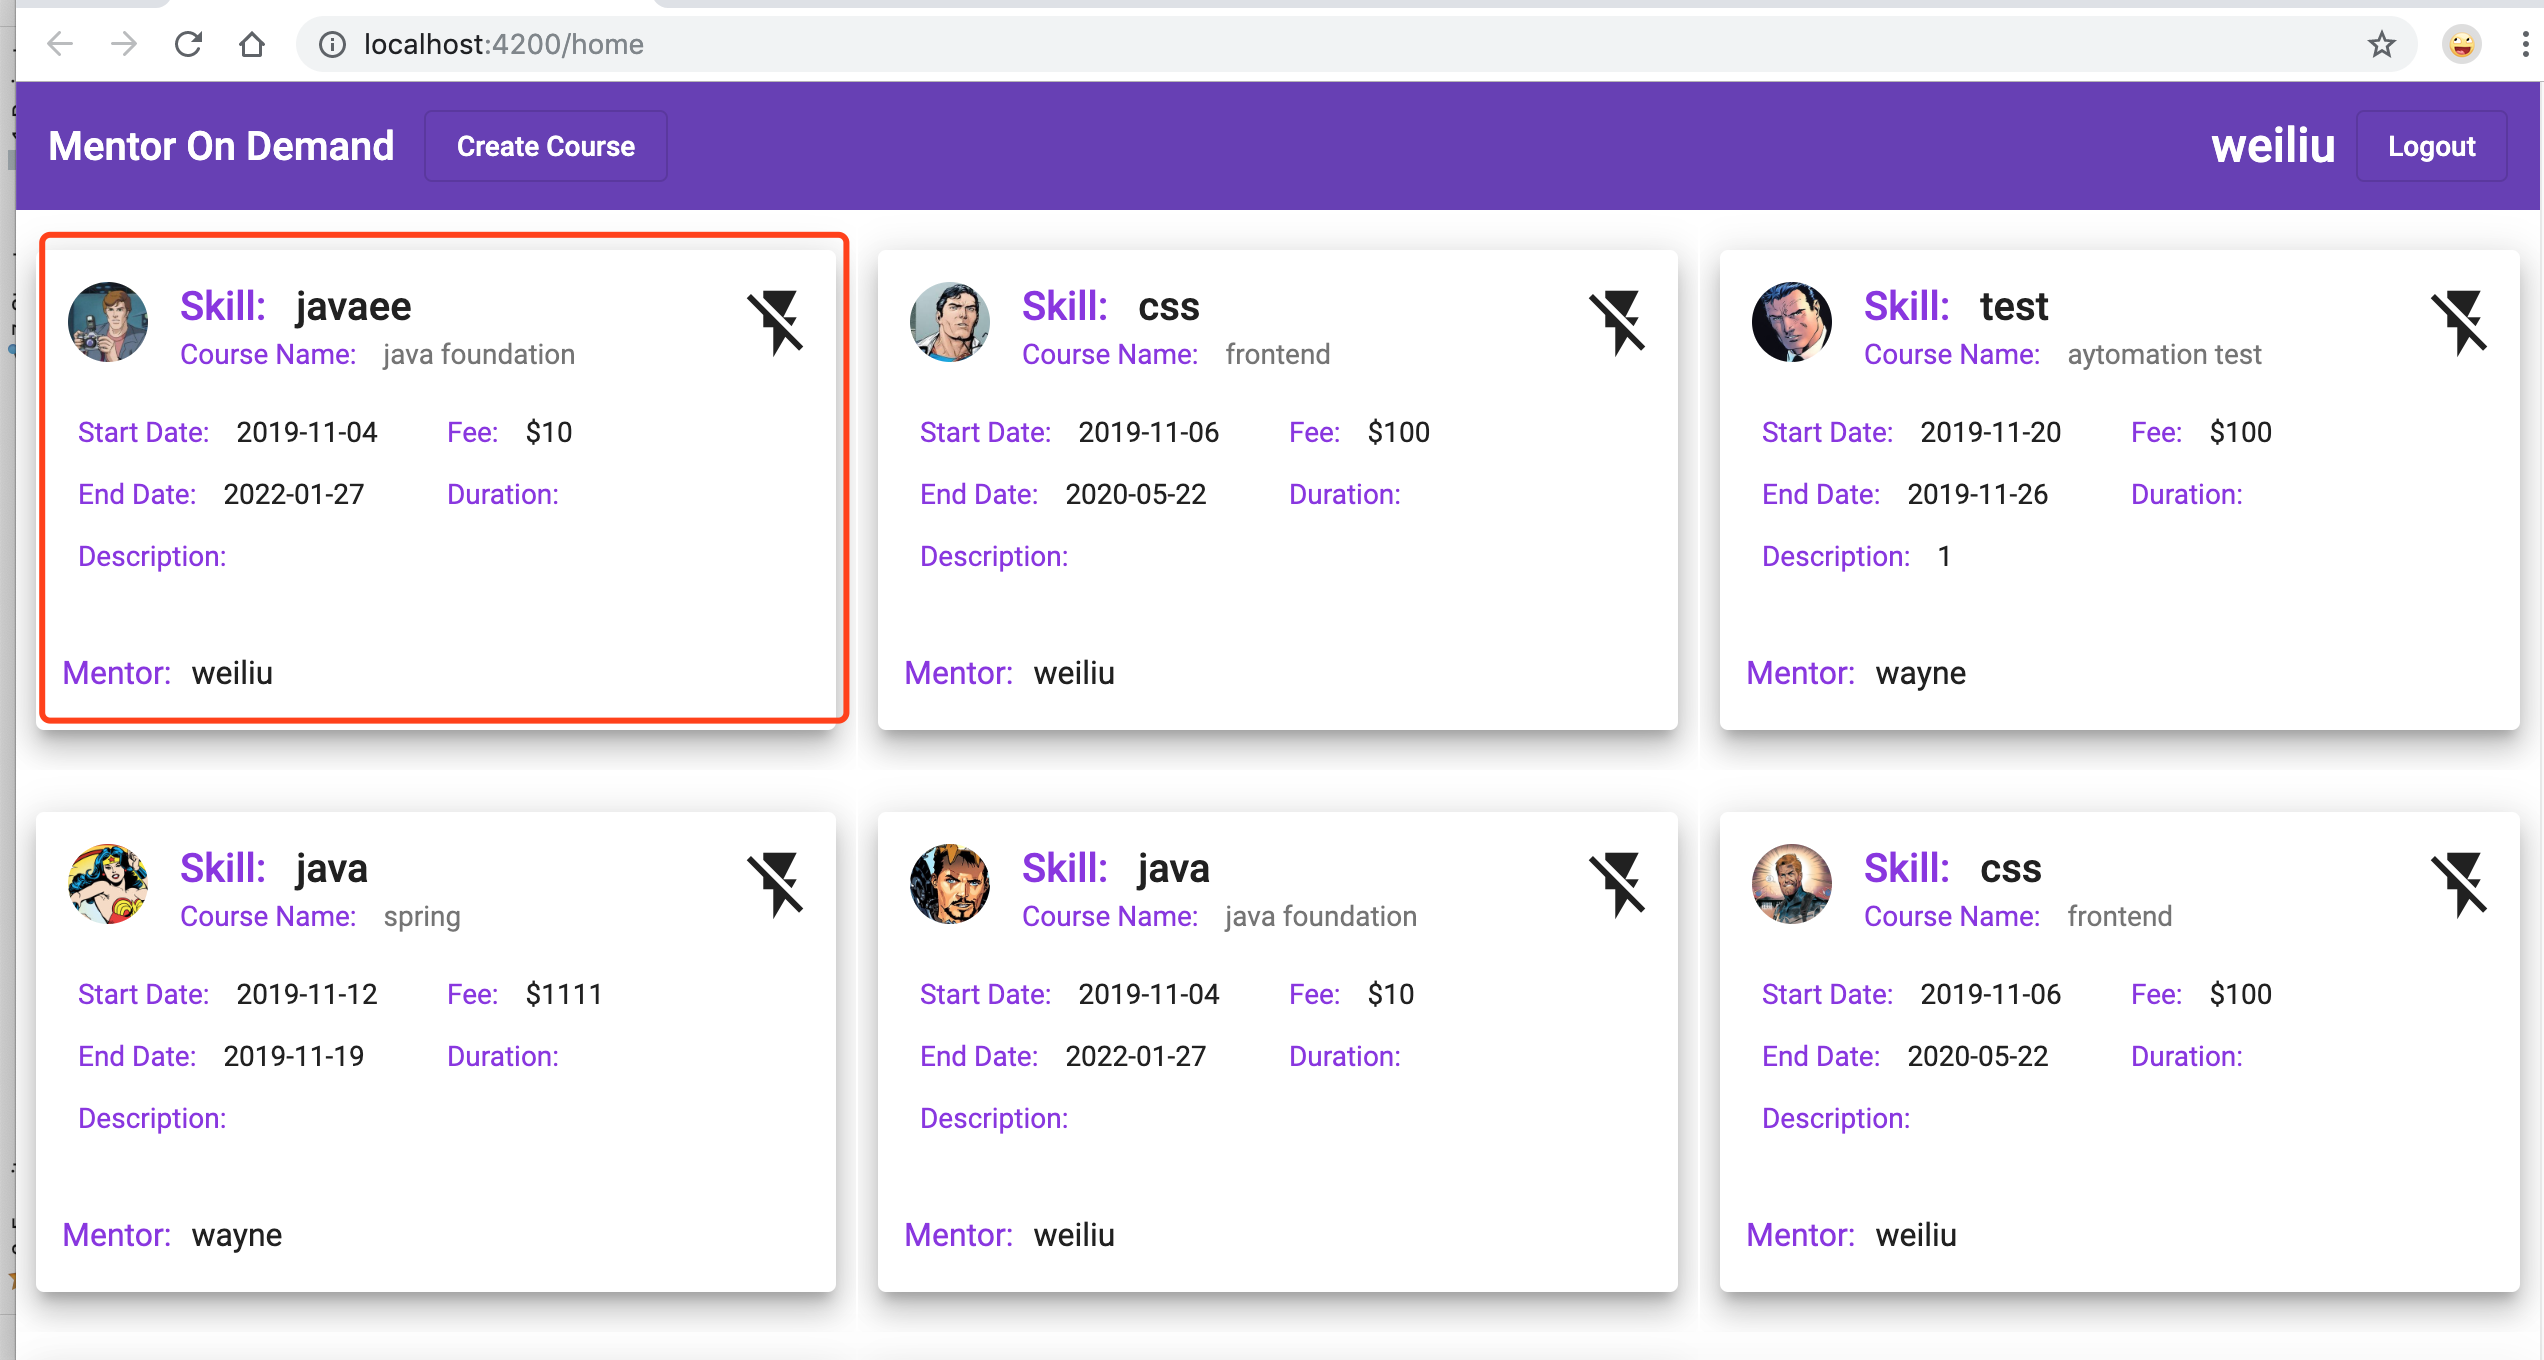 localhost:4200/home
Mentor On Demand Create Course weiliu Logout
Skill: javaee
Course Name: java foundation
Start Date: 2019-11-04 Fee: $10
End Date: 2022-01-27 Duration:
Description:
Mentor: weiliu
Skill: css
Course Name: frontend
Start Date: 2019-11-06 Fee: $100
End Date: 2020-05-22 Duration:
Description:
Mentor: weiliu
Skill: test
Course Name: aytomation test
Start Date: 2019-11-20 Fee: $100
End Date: 2019-11-26 Duration:
Description: 1
Mentor: wayne
Skill: java
Course Name: spring
Start Date: 2019-11-12 Fee: $1111
End Date: 2019-11-19 Duration:
Description:
Mentor: wayne
Skill: java
Course Name: java foundation
Start Date: 2019-11-04 Fee: $10
End Date: 2022-01-27 Duration:
Description:
Mentor: weiliu
Skill: css
Course Name: frontend
Start Date: 2019-11-06 Fee: $100
End Date: 2020-05-22 Duration:
Description:
Mentor: weiliu